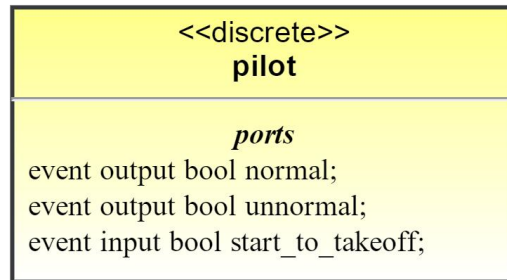 <<discrete>>
pilot
ports
event output bool normal;
event output bool unnormal;
event input bool start_to_takeoff;